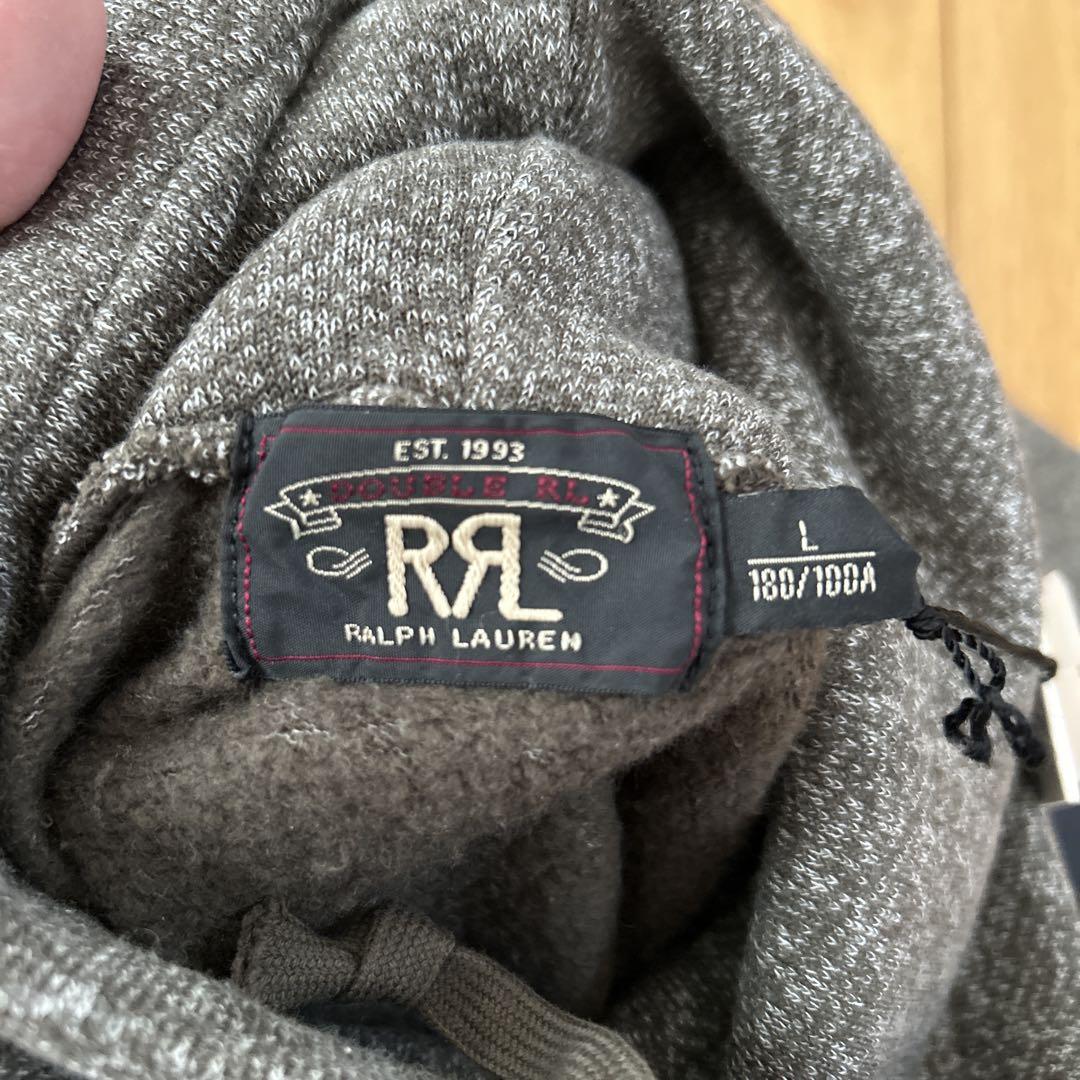 EST. 1993
DOUBLE RL
RRL
RALPH LAUREN
L
180/100A